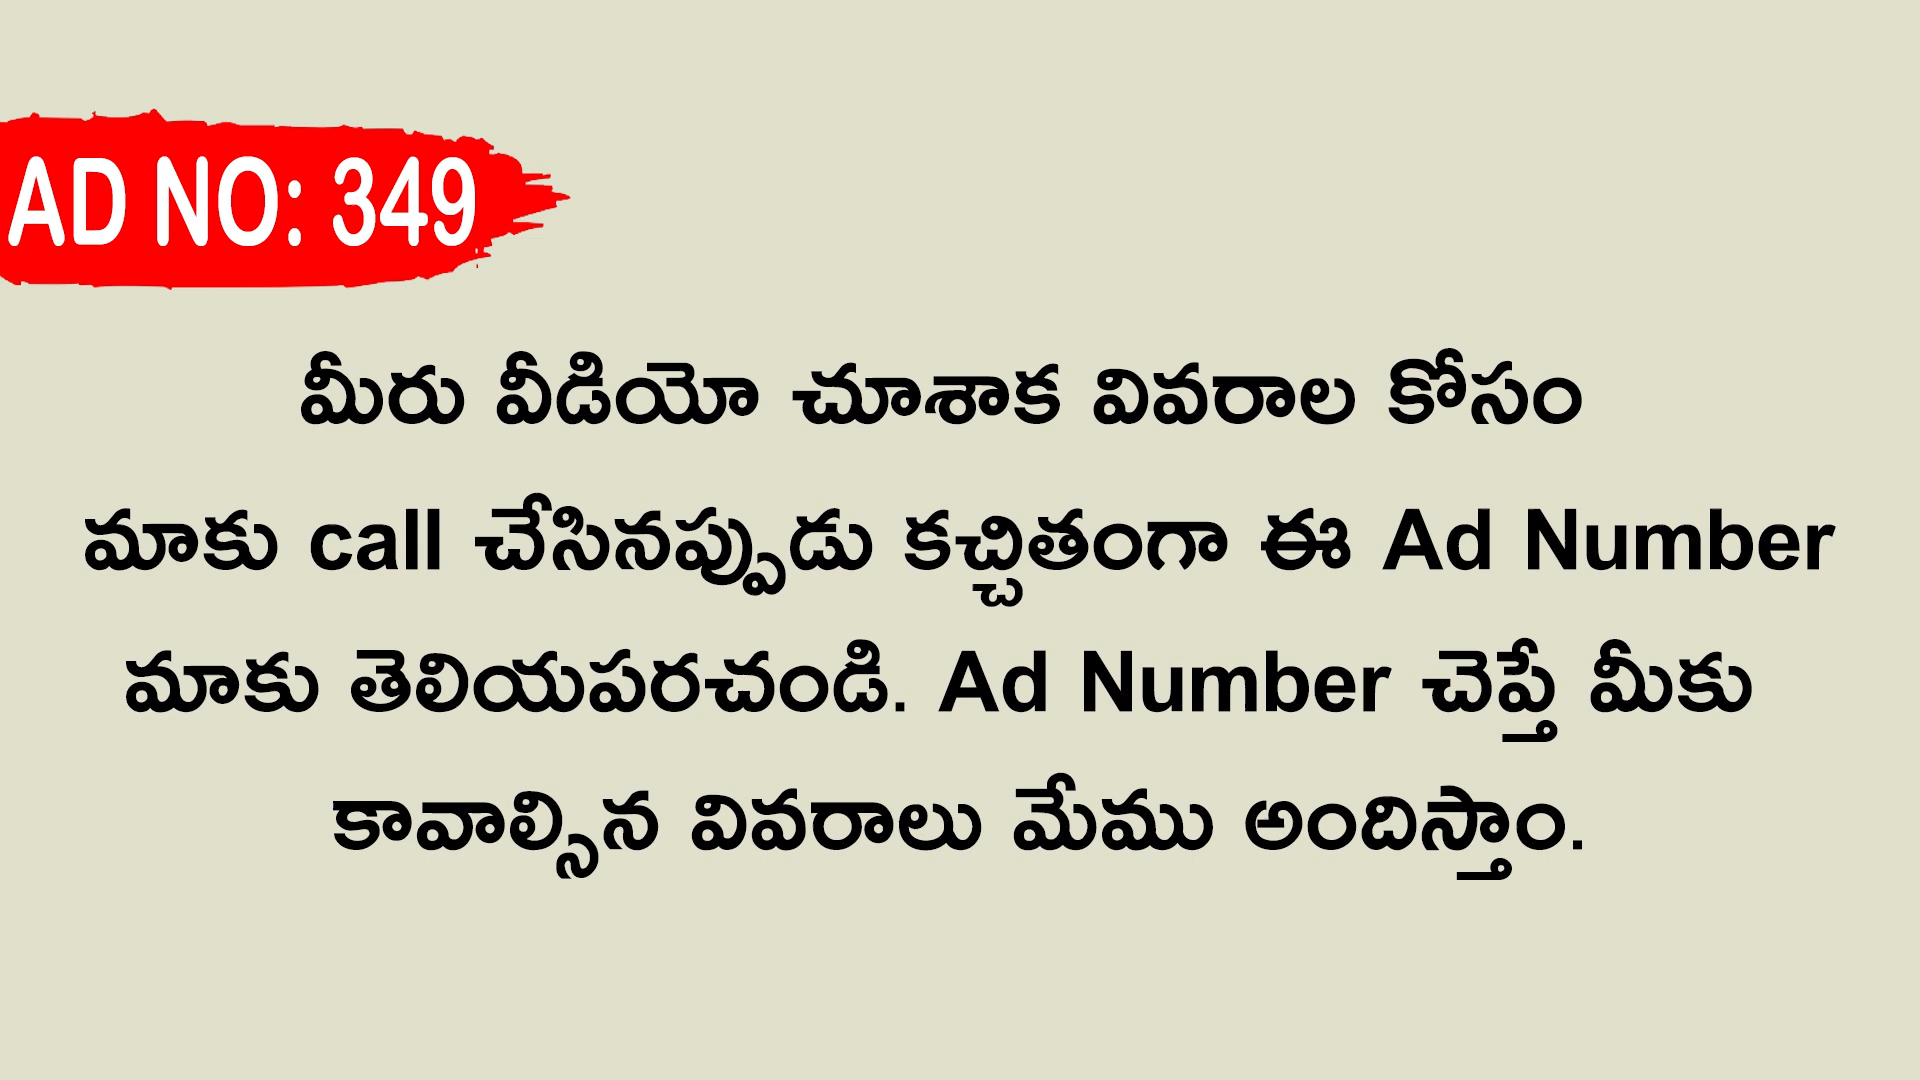 AD NO: 349
మీరు వీడియో చూశాక వివరాల కోసం
మాకు call చేసినప్పుడు కచ్చితంగా ఈ Ad Number
మాకు తెలియపరచండి. Ad Number చెప్తే మీకు
కావాల్సిన వివరాలు మేము అందిస్తాం.